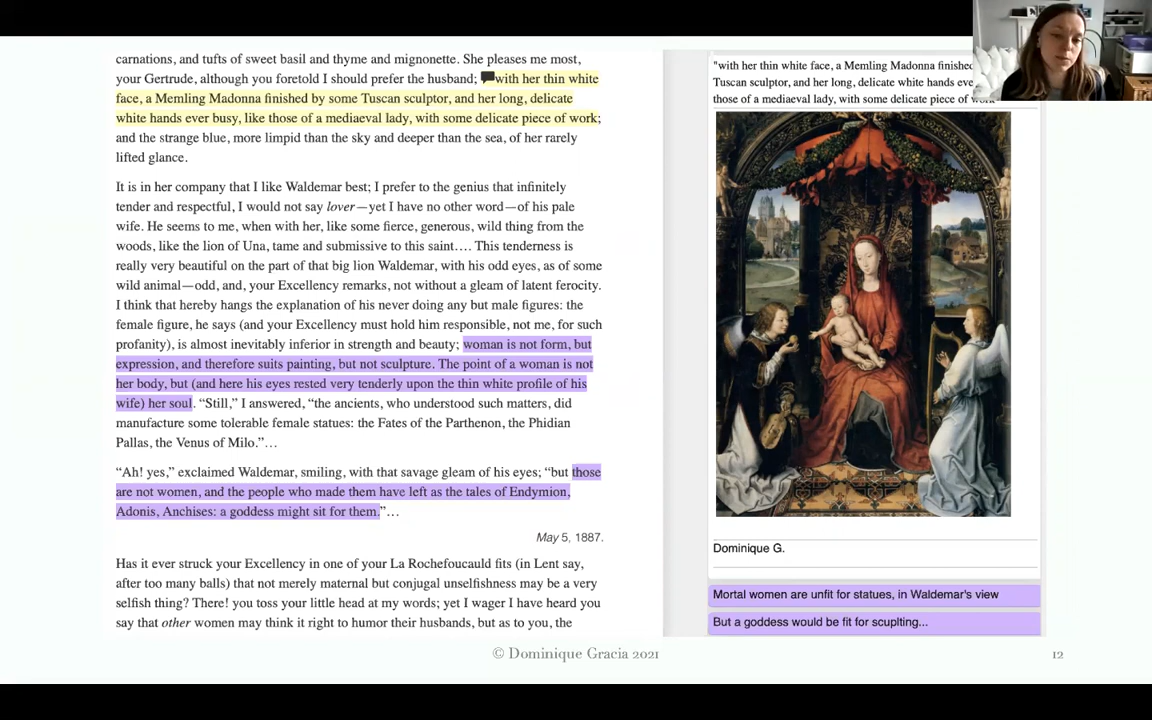 carnations, and tufts of sweet basil and thyme and mignonette. She pleases me most,
your Gertrude, although you foretold I should prefer the husband; with her thin white
face, a Memling Madonna finished by some Tuscan sculptor, and her long, delicate
white hands ever busy, like those of a mediaeval lady, with some delicate piece of work;
and the strange blue, more limpid than the sky and deeper than the sea, of her rarely
lifted glance.
It is in her company that I like Waldemar best; I prefer to the genius that infinitely
tender and respectful, I would not say lover—yet I have no other word—of his pale
wife. He seems to me, when with her, like some fierce, generous, wild thing from the
woods, like the lion of Una, tame and submissive to this saint…. This tenderness is
really very beautiful on the part of that big lion Waldemar, with his odd eyes, as of some
wild animal—odd, and, your Excellency remarks, not without a gleam of latent ferocity.
I think that hereby hangs the explanation of his never doing any but male figures: the
female figure, he says (and your Excellency must hold him responsible, not me, for such
profanity), is almost inevitably inferior in strength and beauty; woman is not form, but
expression, and therefore suits painting, but not sculpture. The point of a woman is not
her body, but (and here his eyes rested very tenderly upon the thin white profile of his
wife) her soul. “Still,” I answered, “the ancients, who understood such matters, did
manufacture some tolerable female statues: the Fates of the Parthenon, the Phidian
Pallas, the Venus of Milo.”…
“Ah! yes,” exclaimed Waldemar, smiling, with that savage gleam of his eyes; “but those
are not women, and the people who made them have left as the tales of Endymion,
Adonis, Anchises: a goddess might sit for them.”…
May 5, 1887.
Has it ever struck your Excellency in one of your La Rochefoucauld fits (in Lent say,
after too many balls) that not merely maternal but conjugal unselfishness may be a very
selfish thing? There! you toss your little head at my words; yet I wager I have heard you
say that other women may think it right to humor their husbands, but as to you, the
"with her thin white face, a Memling Madonna finished
Tuscan sculptor, and her long, delicate white hands
those of a mediaeval lady, with some delicate piece of
Dominique G.
Mortal women are unfit for statues, in Waldemar's view
But a goddess would be fit for scuplting...
© Dominique Gracia 2021
12